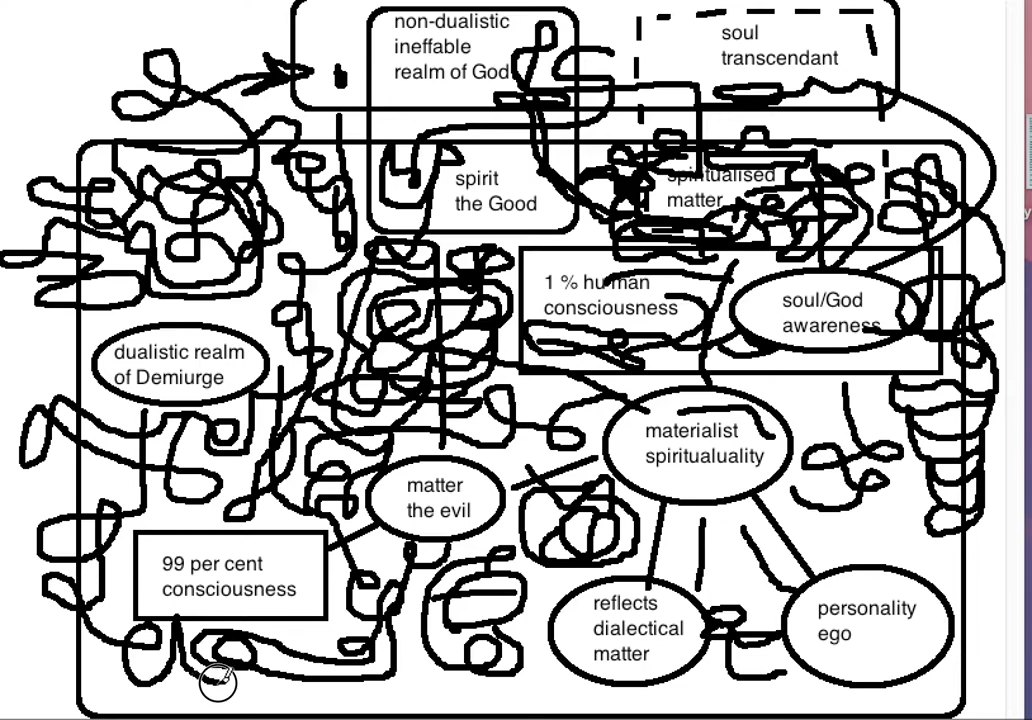 non-dualistic
ineffable
realm of God
soul
transcendant
spirit
the Good
spiritualised
matter
1 % human
consciousness
soul/God
awareness
dualistic realm
of Demiurge
materialist
spiritualuality
matter
the evil
99 per cent
consciousness
reflects
dialectical
matter
personality
ego